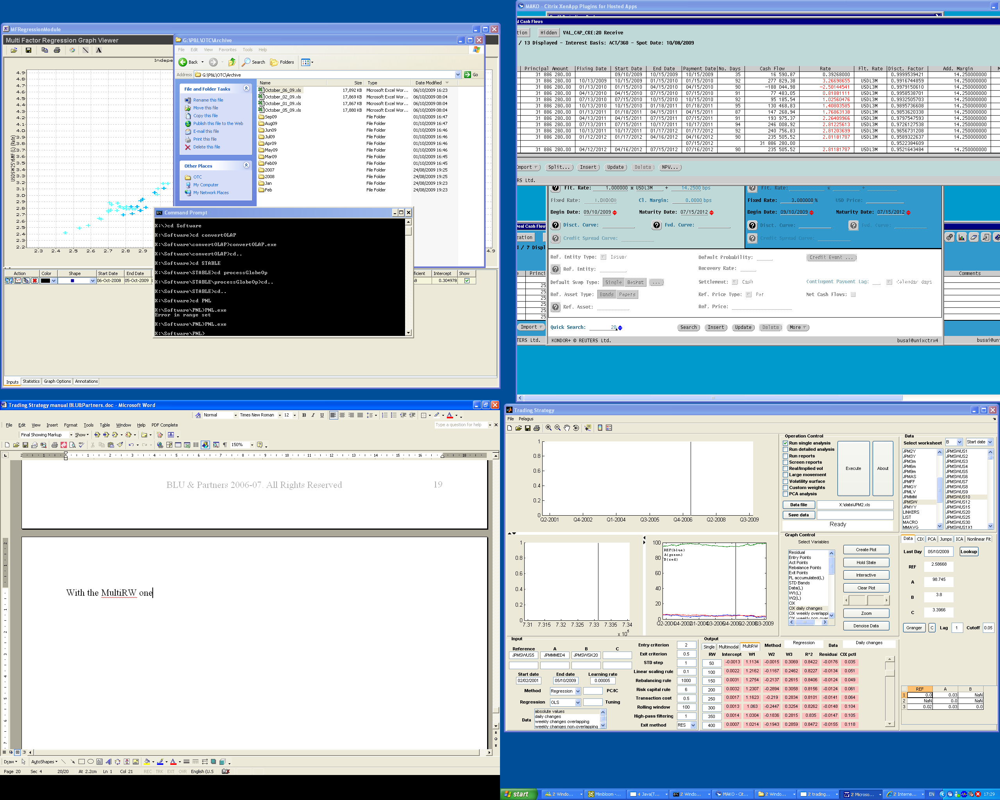 MFRegressionModule
Multi Factor Regression Graph Viewer
Indepe
USDSW25Y6MF (L) (Rate)
4.9
4.8
4.7
4.6
4.5
4.4
4.3
4.2
4.1
4.0
3.9
3.8
3.7
3.6
3.5
3.4
3.3
3.2
3.1
3.0
2.9
2.8
2.7
2.6
2.5
2.4
2.3
2.2
2.3 2.4 2.5 2.6 2.7 2.8 2.9 4.9
Action Color Shape Start Date End Date ficient Intercept Show
06-Oct-2008 05-Oct-2009 8 0.304978
Inputs Statistics Graph Options Annotations
G:\P&L\OTC\Archive
File Edit View Favorites Tools Help
Back Search Folders
Address G:\P&L\OTC\Archive Go
File and Folder Tasks
Rename this file
Move this file
Copy this file
Publish this file to the Web
E-mail this file
Print this file
Delete this file
Other Places
OTC
My Computer
My Network Places
Name Size Type Date Modified
October_06_09.xls 17,892 KB Microsoft Excel Wor... 06/10/2009 16:23
October_02_09.xls 17,869 KB Microsoft Excel Wor... 06/10/2009 08:04
October_01_09.xls 17,867 KB Microsoft Excel Wor... 06/10/2009 08:04
October_05_09.xls 17,880 KB Microsoft Excel Wor... 06/10/2009 08:04
Sep09 File Folder 01/10/2009 16:47
Aug09 File Folder 01/10/2009 16:47
Jun09 File Folder 01/10/2009 16:46
Jul09 File Folder 01/10/2009 16:46
Apr09 File Folder 01/10/2009 16:46
May09 File Folder 01/10/2009 16:46
Mar09 File Folder 01/10/2009 16:45
Feb09 File Folder 01/10/2009 16:45
2007 File Folder 24/08/2009 19:25
2008 File Folder 24/08/2009 19:25
Jan File Folder 24/08/2009 19:23
Feb File Folder 24/08/2009 19:23
Command Prompt
X:\>cd Software
X:\Software>cd convertOLAP
X:\Software\convertOLAP>convertOLAP.exe
X:\Software\convertOLAP>cd..
X:\Software>cd STABLE
X:\Software\STABLE>cd processGlobeOp
X:\Software\STABLE\processGlobeOp>cd..
X:\Software\STABLE>cd..
X:\Software>cd PNL
X:\Software\PNL>PNL.exe
Error in range set
X:\Software\PNL>PNL.exe
X:\Software\PNL>
MAKO - Citrix XenApp Plugins for Hosted Apps
l Cash Flows
tion Hidden VAL_CAP_CRE:20 Receive
/ 13 Displayed - Interest Basis: ACT/360 - Spot Date: 10/08/2009
Principal Amount Fixing Date Start Date End Date Payment Date No. Days Cash Flow Rate Flt. Rate Disct. Factor Add. Margin M
31 886 280.00 09/10/2009 10/15/2009 10/15/2009 35 16 590.87 0.39268000 0.9999539421 14.250000000
31 886 280.00 10/13/2009 10/15/2009 01/15/2010 01/15/2010 92 277 829.38 3.26698655 USDL3M 0.9916744859 14.250000000
31 886 280.00 01/13/2010 01/15/2010 04/15/2010 04/15/2010 90 -188 044.98 -2.50144541 USDL3M 0.9979150610 14.250000000
31 886 280.00 04/13/2010 04/15/2010 07/15/2010 07/15/2010 91 77 483.05 0.81881111 USDL3M 0.9958538701 14.250000000
31 886 280.00 07/13/2010 07/15/2010 10/15/2010 10/15/2010 92 95 185.54 1.02560476 USDL3M 0.9932505703 14.250000000
31 886 280.00 10/13/2010 10/15/2010 01/18/2011 01/18/2011 95 130 468.83 1.40803585 USDL3M 0.9895736608 14.250000000
31 886 280.00 01/13/2011 01/18/2011 04/15/2011 04/15/2011 87 147 268.94 1.76863138 USDL3M 0.9853620338 14.250000000
31 886 280.00 04/13/2011 04/15/2011 07/15/2011 07/15/2011 91 193 975.37 2.26409966 USDL3M 0.9797547593 14.250000000
31 886 280.00 07/13/2011 07/15/2011 10/17/2011 10/17/2011 94 246 008.92 2.81225613 USDL3M 0.9726127538 14.250000000
31 886 280.00 10/13/2011 10/17/2011 01/17/2012 01/17/2012 92 240 756.83 2.81203699 USDL3M 0.9656731208 14.250000000
31 886 280.00 01/12/2012 01/17/2012 04/16/2012 04/16/2012 90 235 505.52 2.81181787 USDL3M 0.9589322637 14.250000000
07/15/2012 31 886 280.00 0.9522384609
31 886 280.00 04/12/2012 04/16/2012 07/15/2012 07/16/2012 90 235 505.52 2.81181787 USDL3M 0.9521643484 14.250000000
Import Split... Insert Update Delete NPV...
RS Ltd.
Flt. Rate: 1.000000 x USDL3M + 14.2500 bps
Fixed Rate: 1.000000 Cl. Margin: 0.0000 bps
Begin Date: 09/10/2009 Maturity Date: 07/15/2012
Disct. Curve: Fwd. Curve:
Credit Spread Curve:
Flt. Rate: x +
Fixed Rate: 3.000000 % USD Price:
Begin Date: 09/10/2009 Maturity Date: 07/15/2012
Disct. Curve: Fwd. Curve:
Credit Spread Curve:
Ref. Entity Type: Issuer Default Probability: Credit Event ...
Ref. Entity: Recovery Rate:
Default Swap Type: Single Basket ... Settlement: Cash Contingent Payment Lag: Calendar days
Ref. Asset Type: Bonds Papers Ref. Price Type: Par Net Cash Flows:
Ref. Asset: Ref. Price:
Quick Search: 20 Search Insert Update Delete More
KONDOR+ © REUTERS Ltd. busai@unixctrx4
eal Cash Flow
zation
d / 7 Displ
e Princi
25
25
25
25
25
25
Import
TERS Ltd.
Comments
busai@uni
Trading Strategy manual BLU&Partners.doc - Microsoft Word
Normal Times New Roman 12 B I U
File Edit View Insert Format Tools Table Window Help PDF Complete
Type a question for help
Final Showing Markup Show
150%
2 1 1 2 3 4 5 6 7 8 9 10 11 12 13 14 15 16 18
BLU & Partners 2006-07. All Rights Reserved 19
With the MultiRW one
Draw AutoShapes
Page 20 Sec 4 20/20 At 2.2cm Ln 1 Col 21 REC TRK EXT OVR English (U.S
Trading Strategy
File Pelagus
1
0.8
0.6
0.4
0.2
0
Q2-2001 Q4-2002 Q1-2004 Q3-2005 Q4-2006 Q2-2008 Q3-2009
1
0.8
0.6
0.4
0.2
0
7.31 7.315 7.32 7.325 7.33 7.335 7.34
x 10^5
100
80
60
40
20
0
REF(blue)
A(green)
B(red)
Operation Control
Run single analysis
Run detailed analysis
Run reports
Screen reports
Real/Implied vol
Large movement
Volatility surface
Custom weights
PCA analysis
Execute About
Data file X:\data\JPM2.xls
Save data
Ready
Data
Select worksheet B Start date
JPM2Y
JPM3Y
JPM3m
JPM6m
JPM9m
JPMAS
JPMFF
JPMGY
JPMLV
JPMMM
JPMSW
JPMYY
LINKERS
LIST
MACRO
MMAVG
JPMSWUS1
JPMSWUS2
JPMSWUS3
JPMSWUS4
JPMSWUS5
JPMSWUS6
JPMSWUS7
JPMSWUS8
JPMSWUS9
JPMSWUS10
JPMSWUS12
JPMSWUS15
JPMSWUS20
JPMSWUS25
JPMSWUS30
JPMSWUS1X1
Graph Control
Select Variables
Residual
Entry Points
Act Points
Rebalance Points
Exit Points
PL accumulated(L)
STD Bands
Data(L)
W1(L)
W2(L)
CIX
CIX daily changes
CIX weekly overlappi
CIX weekly non-over
Create Plot
Hold State
Interactive
Clear Plot
Zoom
Denoise Data
Data CIX PCA Jumps ICA Nonlinear Fit
Last Day 05/10/2009 Lookup
REF 2.58668
A 98.745
B 3.8
C 3.3966
Granger C Lag 1 Cutoff 0.05
REF A B
1 0.0 0.03 NaN
2 NaN 0.0 NaN
3 0.02 0.03 0.0
Input
Reference A B C
JPMSWUS5 JPMMMED4 JPMSWSK20
Start date End date Learning rate
02/02/2001 05/10/2009 0.00005
Method Regression PC/IC
Regression OLS Tuning
Data
absolute values
daily changes
weekly changes overlapping
weekly changes non-overlapping
Entry criterion 2
Exit criterion 0.5
STD step 1
Linear scaling rule 0.1
Rebalancing rule 1000
Risk capital rule 6
Transaction cost 0.5
Rolling window 100
High-pass filtering 1
Exit method RES
Output
Single Multimodal MultiRW Method Regression Data Daily changes
RW Intercept W1 W2 W3 R^2 Residual CIX pctl
50 -0.0013 1.1134 -0.0015 0.3069 0.8422 -0.0176 0.035
100 0.0022 1.2162 -0.1167 0.2462 0.8227 -0.0134 0.051
150 0.0031 1.2754 -0.2137 0.2615 0.8406 -0.0124 0.049
200 0.0032 1.2307 -0.2894 0.3058 0.8156 -0.0124 0.061
250 0.0017 1.1623 -0.219 0.2834 0.8101 -0.0141 0.064
300 0.0013 1.063 -0.2447 0.3254 0.8262 -0.0148 0.104
350 0.0014 1.0304 -0.1836 0.2815 0.835 -0.0147 0.105
400 0.0007 1.0214 -0.1943 0.2859 0.8472 -0.0155 0.118
start 2 Windo... Mimbloom -... 4 Java(T... 2 Windo... MAKO - Cit... 2 Windo... 2 trading... 2 Microso... 2 Interne... EN 17:29